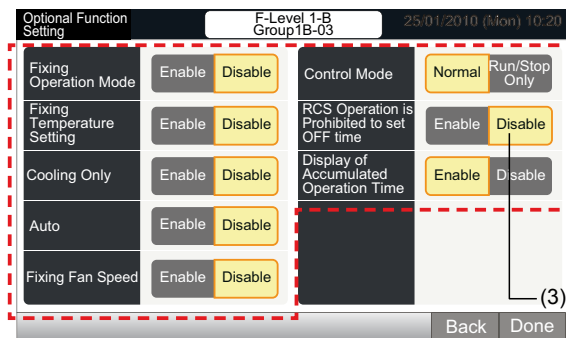 Optional Function
Setting
F-Level 1-B
Group1B-03
25/01/2010 (Mon) 10:20
Fixing
Operation Mode
Enable Disable
Fixing
Temperature
Setting
Enable Disable
Cooling Only
Enable Disable
Auto
Enable Disable
Fixing Fan Speed
Enable Disable
Control Mode
Normal
Run/Stop
Only
RCS Operation is
Prohibited to set
OFF time
Enable Disable
Display of
Accumulated
Operation Time
Enable Disable
(3)
Back Done